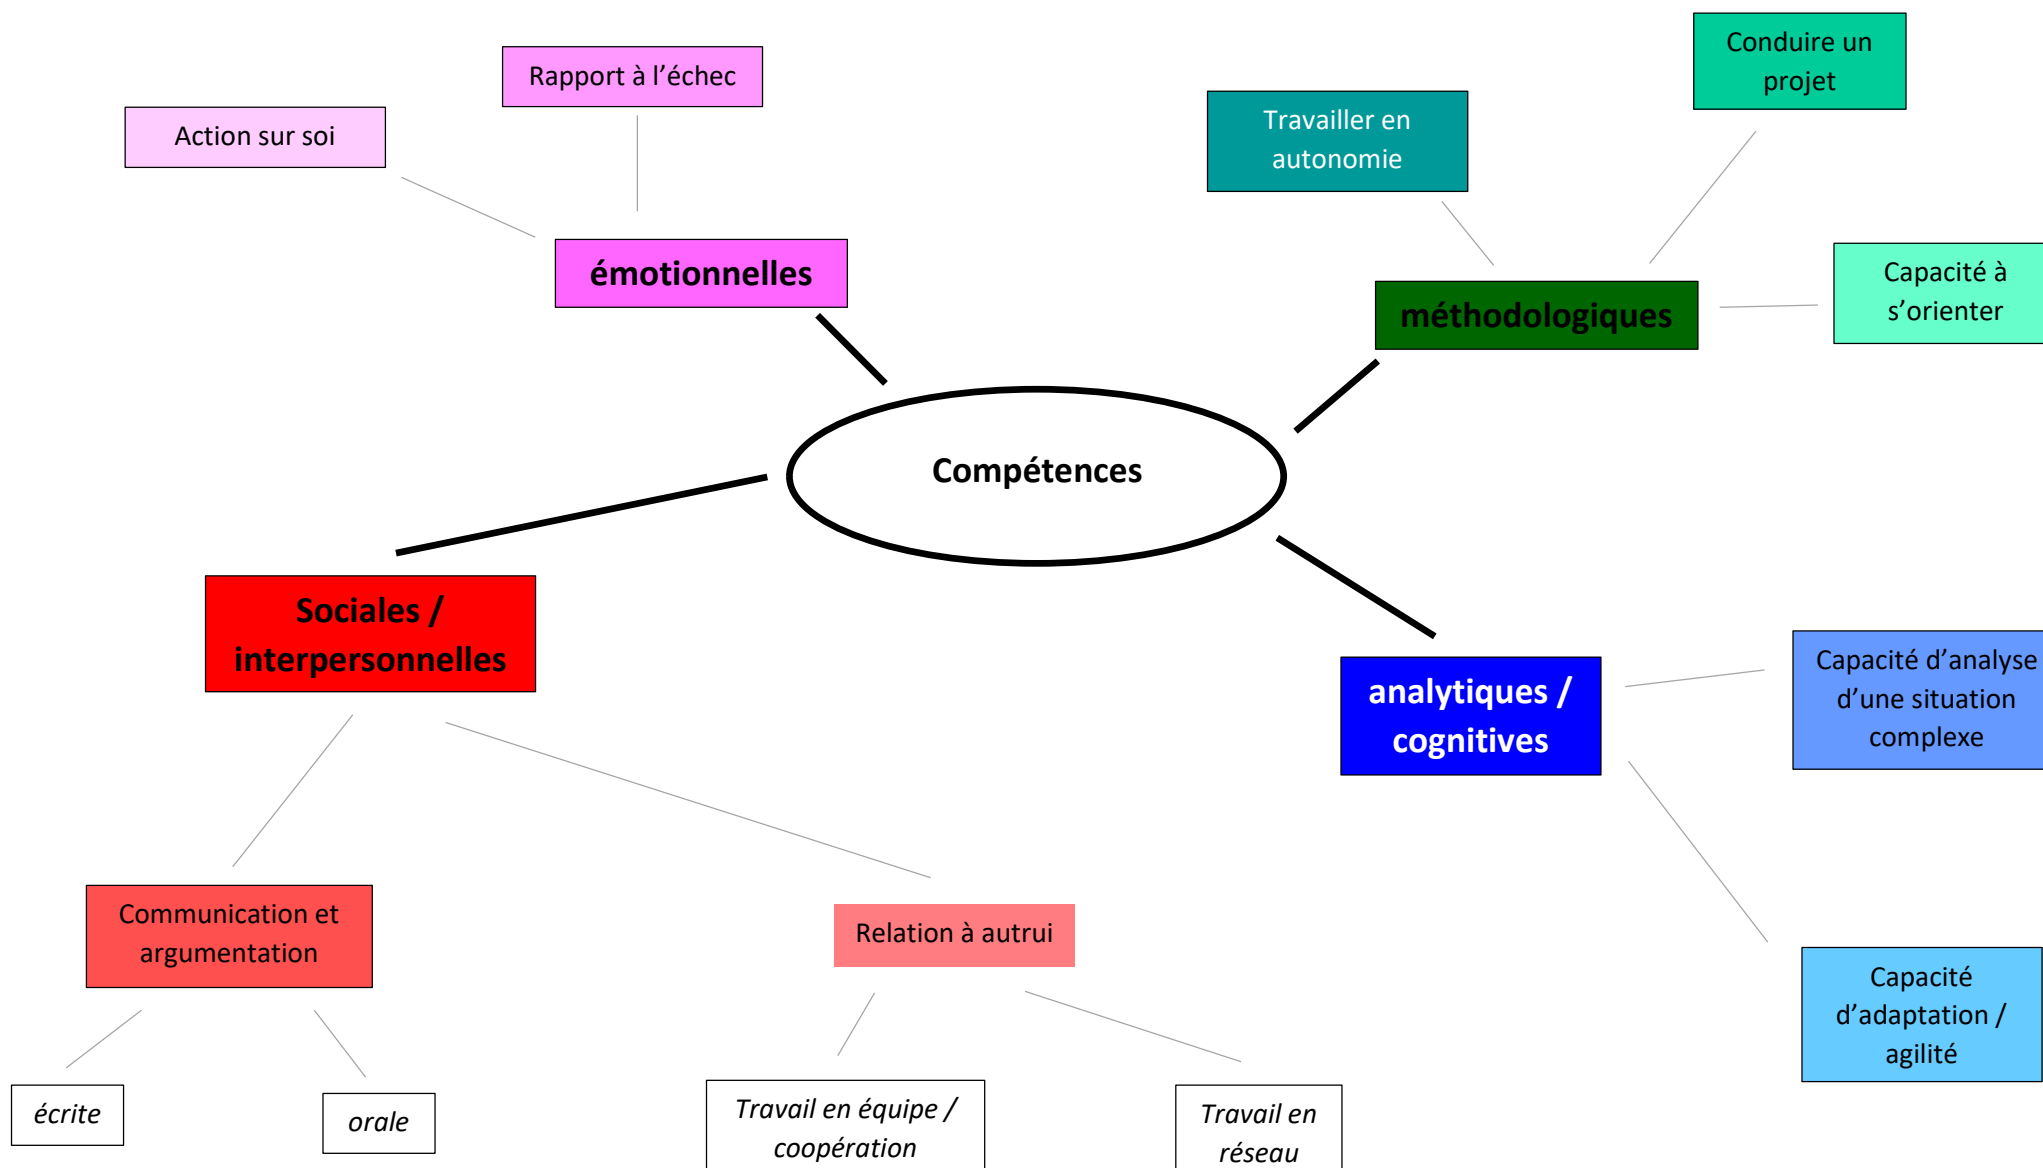 Conduire un
projet
Rapport à l’échec
Action sur soi
Travailler en
autonomie
émotionnelles
méthodologiques
Capacité à
s’orienter
Compétences
Sociales /
interpersonnelles
analytiques /
cognitives
Capacité d’analyse
d’une situation
complexe
Communication et
argumentation
Relation à autrui
Capacité
d’adaptation /
agilité
écrite
orale
Travail en équipe /
coopération
Travail en
réseau